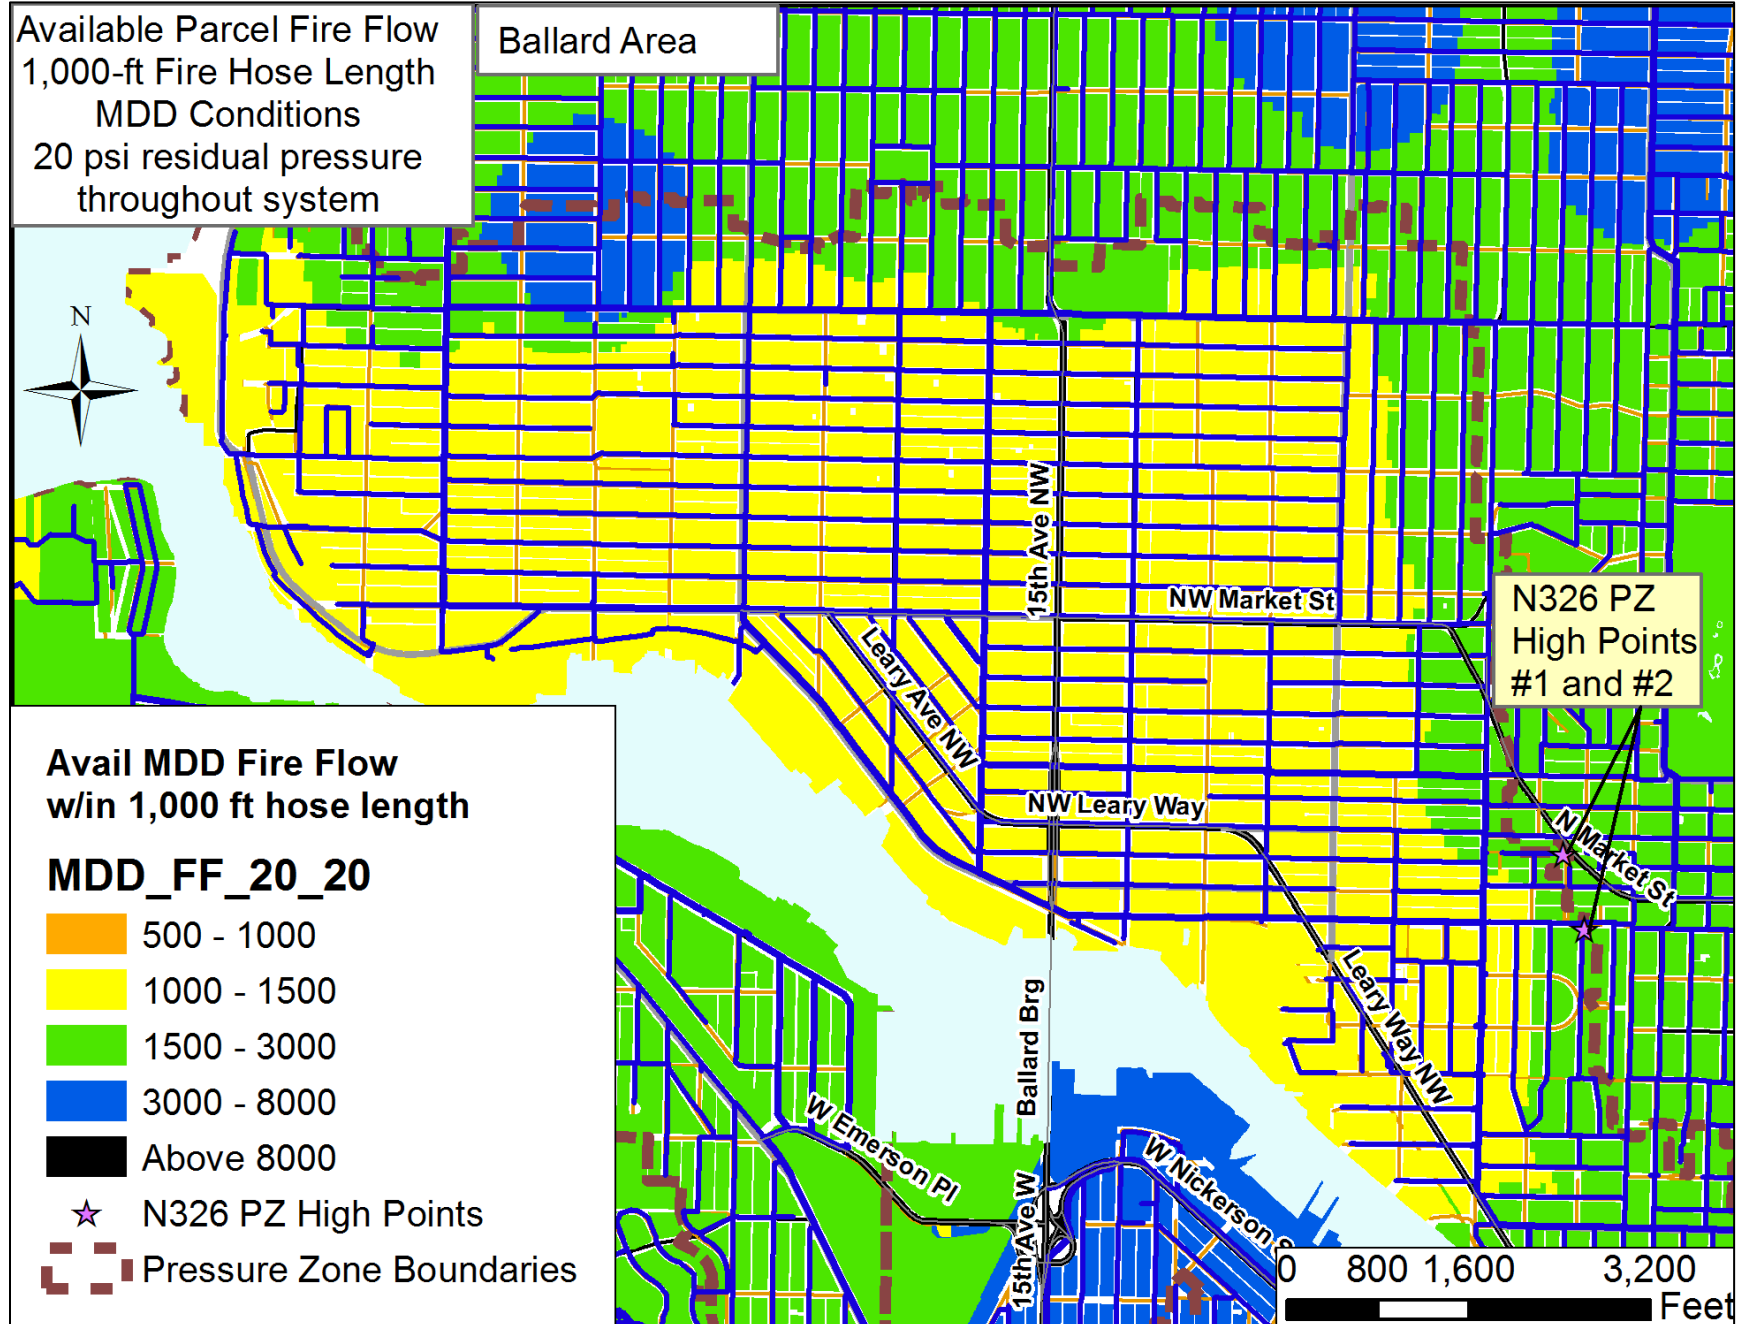 Available Parcel Fire Flow
1,000-ft Fire Hose Length
MDD Conditions
20 psi residual pressure
throughout system
Ballard Area
N
15th Ave NW
NW Market St
N326 PZ
High Points
#1 and #2
Leary Ave NW
NW Leary Way
N Market St
Leary Way NW
Ballard Brg
W Emerson Pl
W Nickerson S
15th Ave W
Avail MDD Fire Flow
w/in 1,000 ft hose length
MDD_FF_20_20
500 - 1000
1000 - 1500
1500 - 3000
3000 - 8000
Above 8000
N326 PZ High Points
Pressure Zone Boundaries
0 800 1,600 3,200
Feet